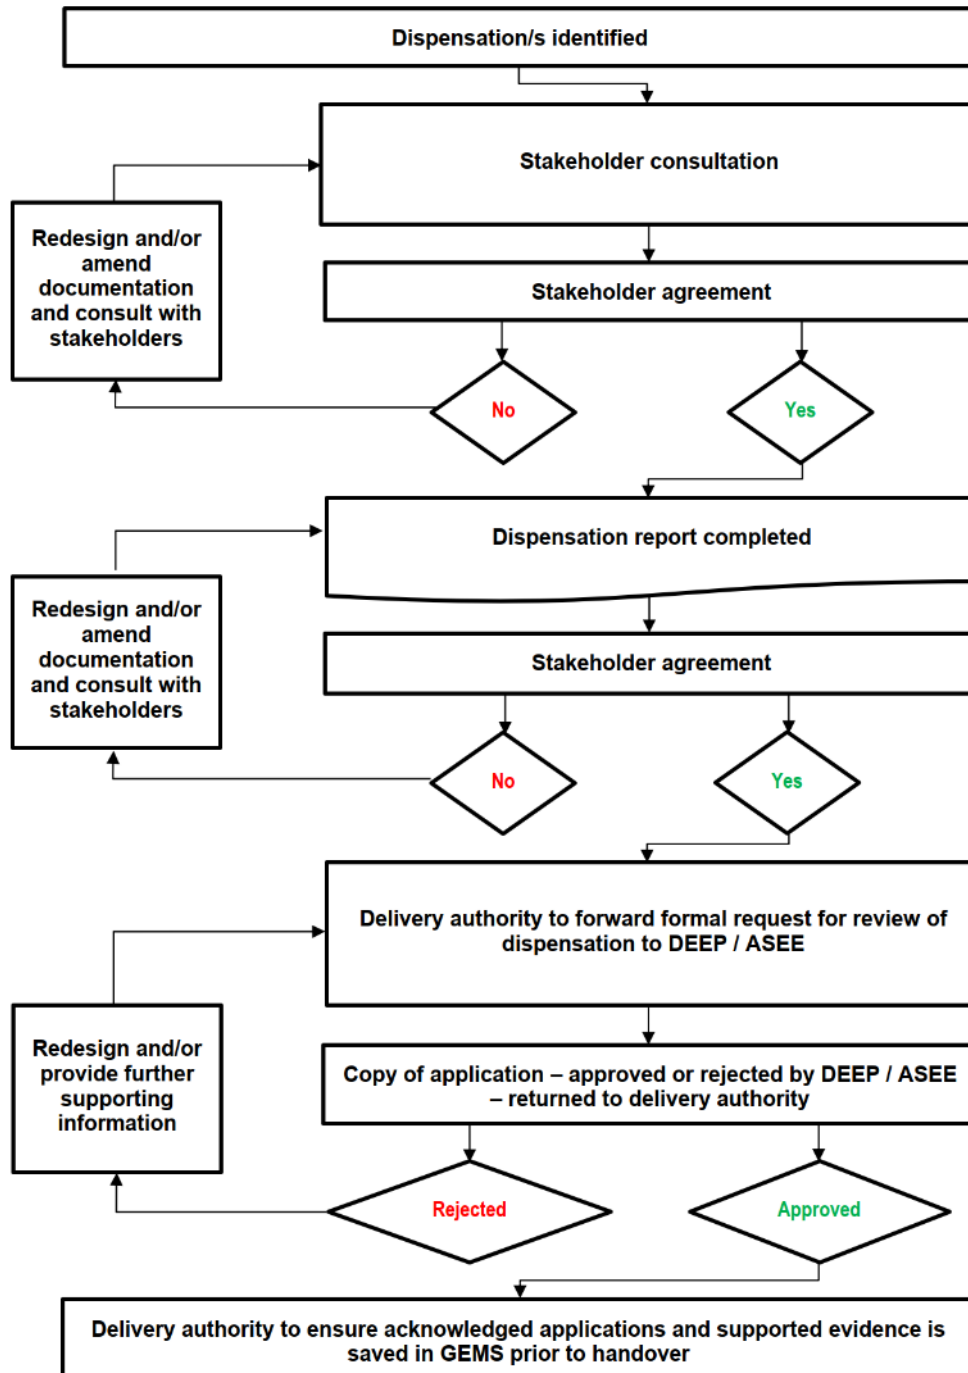 Dispensation/s identified
Stakeholder consultation
Redesign and/or
amend
documentation
and consult with
stakeholders
Stakeholder agreement
No
Yes
Dispensation report completed
Redesign and/or
amend
documentation
and consult with
stakeholders
Stakeholder agreement
No
Yes
Delivery authority to forward formal request for review of
dispensation to DEEP / ASEE
Redesign and/or
provide further
supporting
information
Copy of application – approved or rejected by DEEP / ASEE
– returned to delivery authority
Rejected
Approved
Delivery authority to ensure acknowledged applications and supported evidence is
saved in GEMS prior to handover